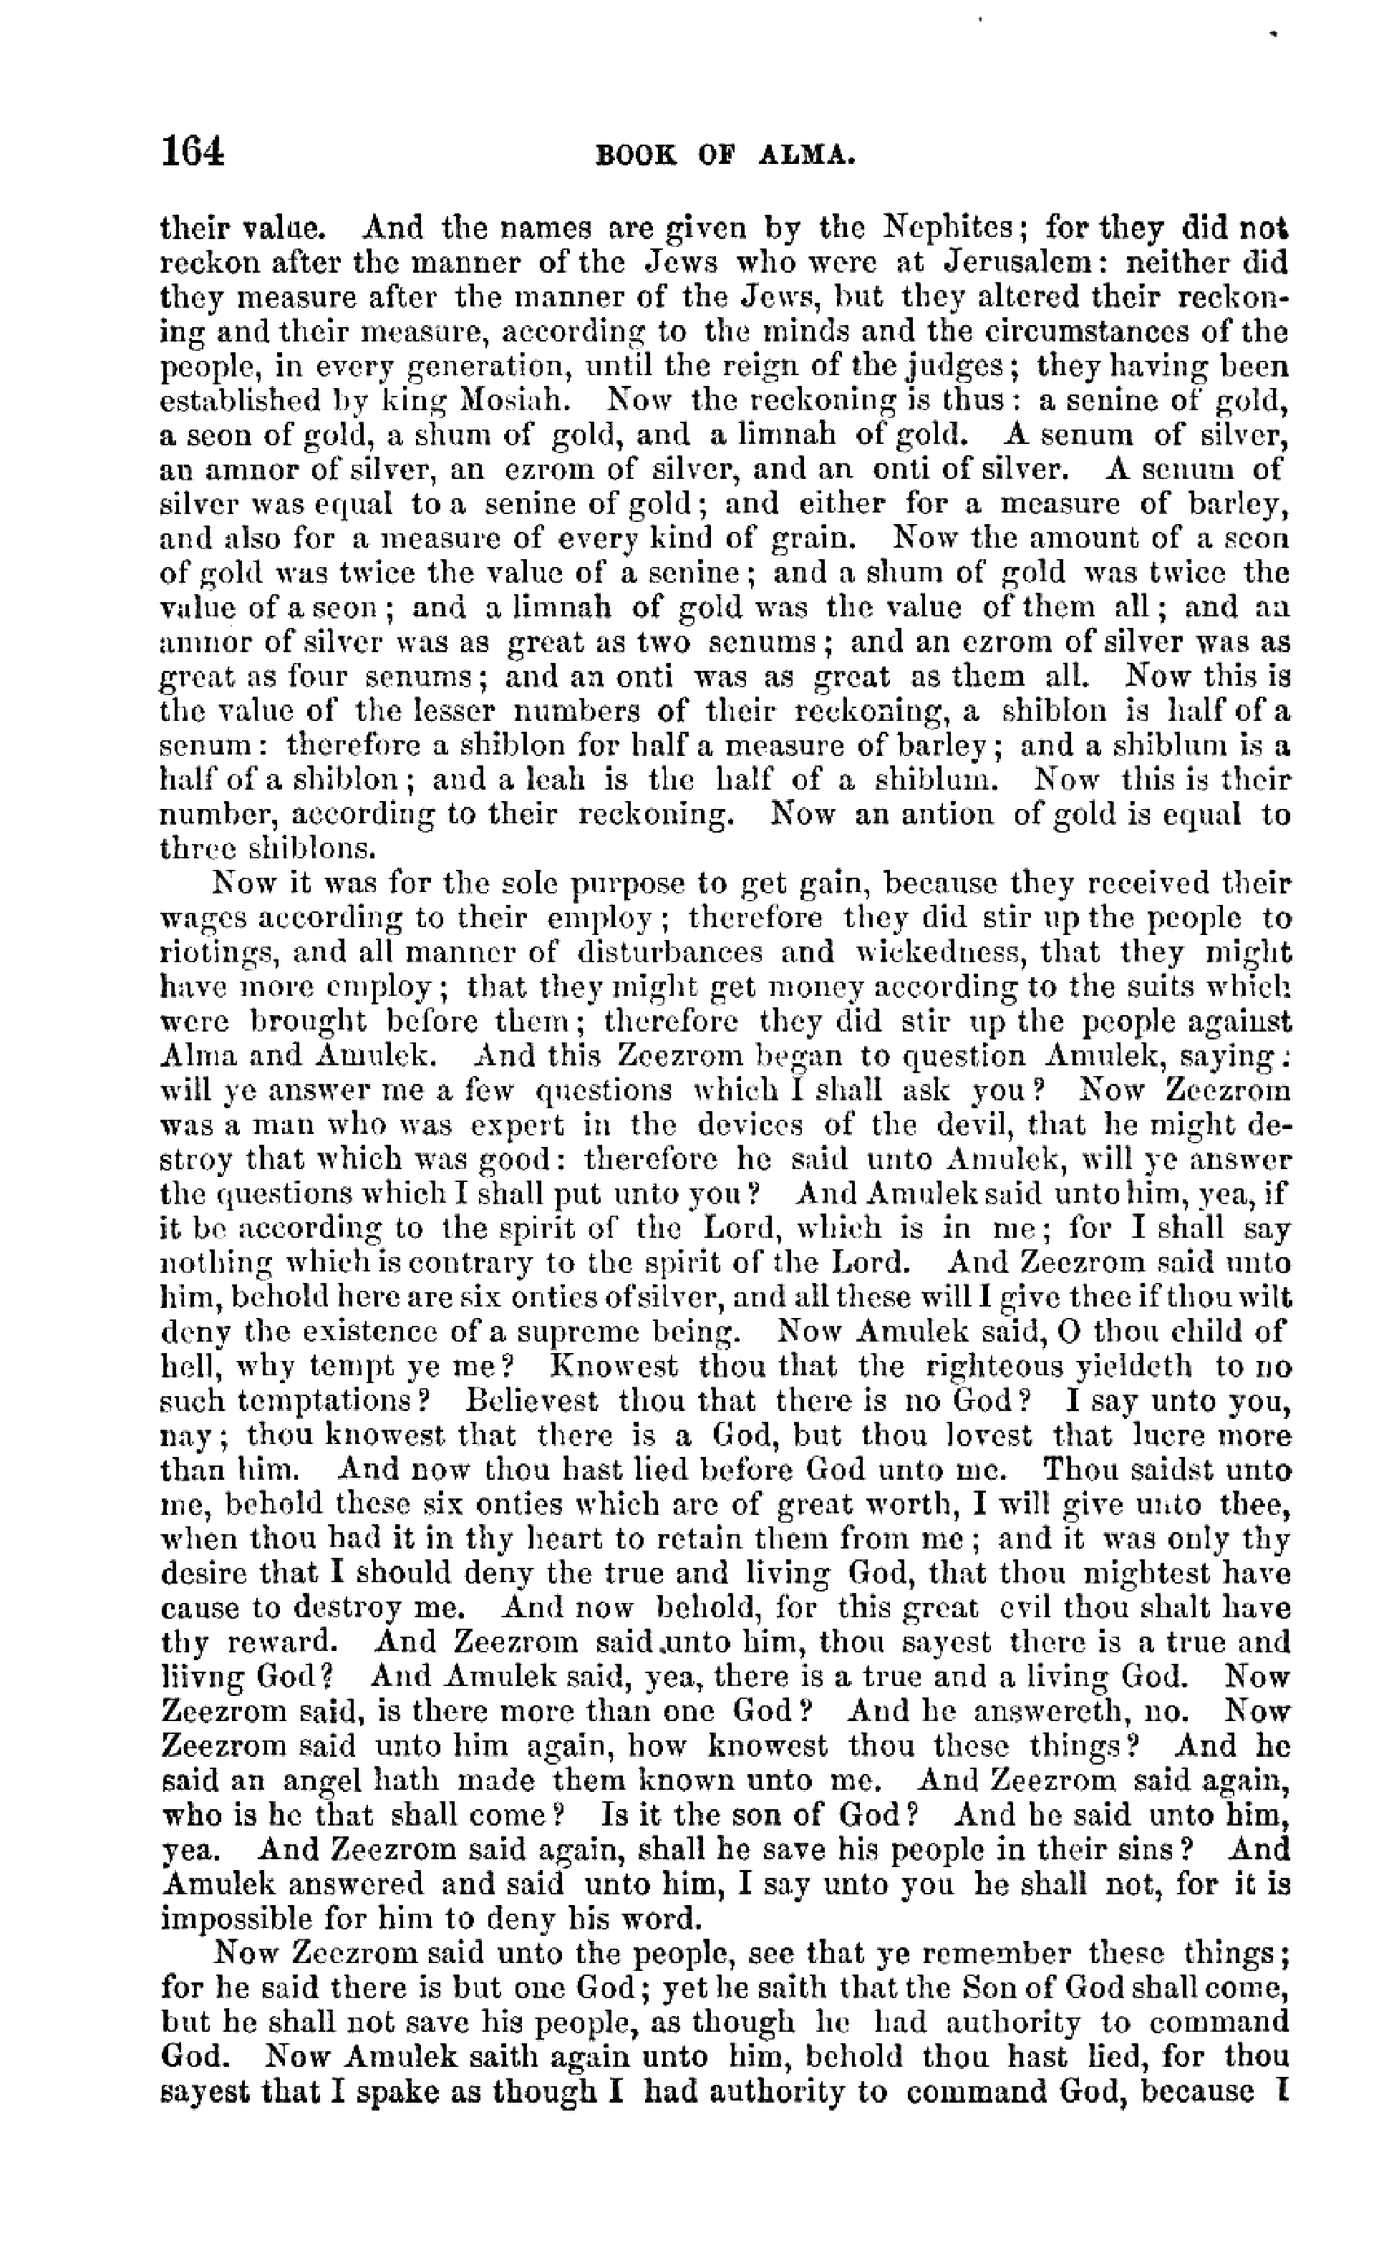 164 BOOK OF ALMA.
their value. And the names are given by the Nephites; for they did not
reckon after the manner of the Jews who were at Jerusalem: neither did
they measure after the manner of the Jews, but they altered their reckon-
ing and their measure, according to the minds and the circumstances of the
people, in every generation, until the reign of the judges; they having been
established by king Mosiah. Now the reckoning is thus: a senine of gold,
a seon of gold, a shum of gold, and a limnah of gold. A senum of silver,
an amnor of silver, an ezrom of silver, and an onti of silver. A senum of
silver was equal to a senine of gold; and either for a measure of barley,
and also for a measure of every kind of grain. Now the amount of a seon
of gold was twice the value of a senine; and a shum of gold was twice the
value of a seon; and a limnah of gold was the value of them all; and an
amnor of silver was as great as two senums; and an ezrom of silver was as
great as four senums; and an onti was as great as them all. Now this is
the value of the lesser numbers of their reckoning, a shiblon is half of a
senum: therefore a shiblon for half a measure of barley; and a shiblum is a
half of a shiblon; and a leah is the half of a shiblum. Now this is their
number, according to their reckoning. Now an antion of gold is equal to
three shiblons.
Now it was for the sole purpose to get gain, because they received their
wages according to their employ; therefore they did stir up the people to
riotings, and all manner of disturbances and wickedness, that they might
have more employ; that they might get money according to the suits which
were brought before them; therefore they did stir up the people against
Alma and Amulek. And this Zeezrom began to question Amulek, saying:
will ye answer me a few questions which I shall ask you? Now Zeezrom
was a man who was expert in the devices of the devil, that he might de-
stroy that which was good: therefore he said unto Amulek, will ye answer
the questions which I shall put unto you? And Amulek said unto him, yea, if
it be according to the spirit of the Lord, which is in me; for I shall say
nothing which is contrary to the spirit of the Lord. And Zeezrom said unto
him, behold here are six onties of silver, and all these will I give thee if thou wilt
deny the existence of a supreme being. Now Amulek said, O thou child of
hell, why tempt ye me? Knowest thou that the righteous yieldeth to no
such temptations? Believest thou that there is no God? I say unto you,
nay; thou knowest that there is a God, but thou lovest that lucre more
than him. And now thou hast lied before God unto me. Thou saidst unto
me, behold these six onties which are of great worth, I will give unto thee,
when thou had it in thy heart to retain them from me; and it was only thy
desire that I should deny the true and living God, that thou mightest have
cause to destroy me. And now behold, for this great evil thou shalt have
thy reward. And Zeezrom said unto him, thou sayest there is a true and
liivng God? And Amulek said, yea, there is a true and a living God. Now
Zeezrom said, is there more than one God? And he answereth, no. Now
Zeezrom said unto him again, how knowest thou these things? And he
said an angel hath made them known unto me. And Zeezrom said again,
who is he that shall come? Is it the son of God? And he said unto him,
yea. And Zeezrom said again, shall he save his people in their sins? And
Amulek answered and said unto him, I say unto you he shall not, for it is
impossible for him to deny his word.
Now Zeezrom said unto the people, see that ye remember these things;
for he said there is but one God; yet he saith that the Son of God shall come,
but he shall not save his people, as though he had authority to command
God. Now Amulek saith again unto him, behold thou hast lied, for thou
sayest that I spake as though I had authority to command God, because I